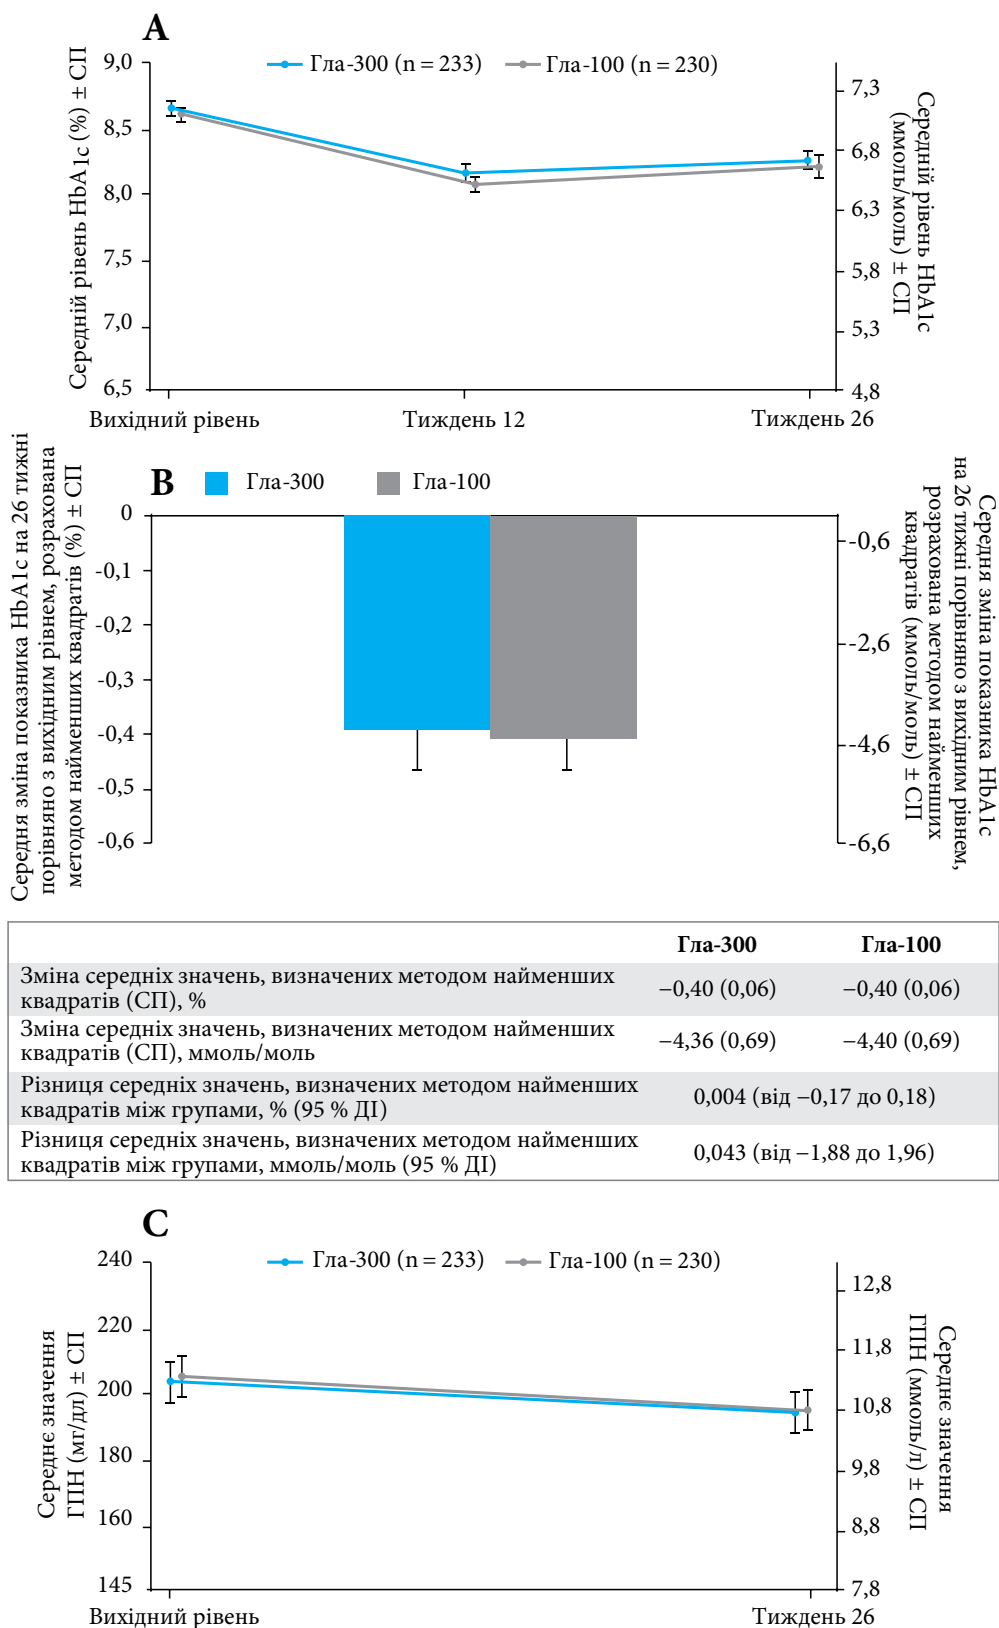 A
Гла-300 (n = 233)
Гла-100 (n = 230)
Середній рівень HbA1c (%) ± СП
9,0
8,5
8,0
7,5
7,0
6,5
7,3
6,8
6,3
5,8
5,3
4,8
Середній рівень HbA1c
(ммоль/моль) ± СП
Вихідний рівень
Тиждень 12
Тиждень 26
B
Гла-300
Гла-100
Середня зміна показника HbA1c на 26 тижні
порівняно з вихідним рівнем, розрахована
методом найменших квадратів (%) ± СП
0
-0,1
-0,2
-0,3
-0,4
-0,5
-0,6
-0,6
-2,6
-4,6
-6,6
Середня зміна показника HbA1c
на 26 тижні порівняно з вихідним рівнем,
розрахована методом найменших
квадратів (ммоль/моль) ± СП
Гла-300 Гла-100
Зміна середніх значень, визначених методом найменших
квадратів (СП), %
−0,40 (0,06) −0,40 (0,06)
Зміна середніх значень, визначених методом найменших
квадратів (СП), ммоль/моль
−4,36 (0,69) −4,40 (0,69)
Різниця середніх значень, визначених методом найменших
квадратів між групами, % (95 % ДІ)
0,004 (від −0,17 до 0,18)
Різниця середніх значень, визначених методом найменших
квадратів між групами, ммоль/моль (95 % ДІ)
0,043 (від −1,88 до 1,96)
C
Гла-300 (n = 233)
Гла-100 (n = 230)
Середнє значення
ГПН (мг/дл) ± СП
240
220
200
180
160
145
12,8
11,8
10,8
9,8
8,8
7,8
Середнє значення
ГПН (ммоль/л) ± СП
Вихідний рівень
Тиждень 26